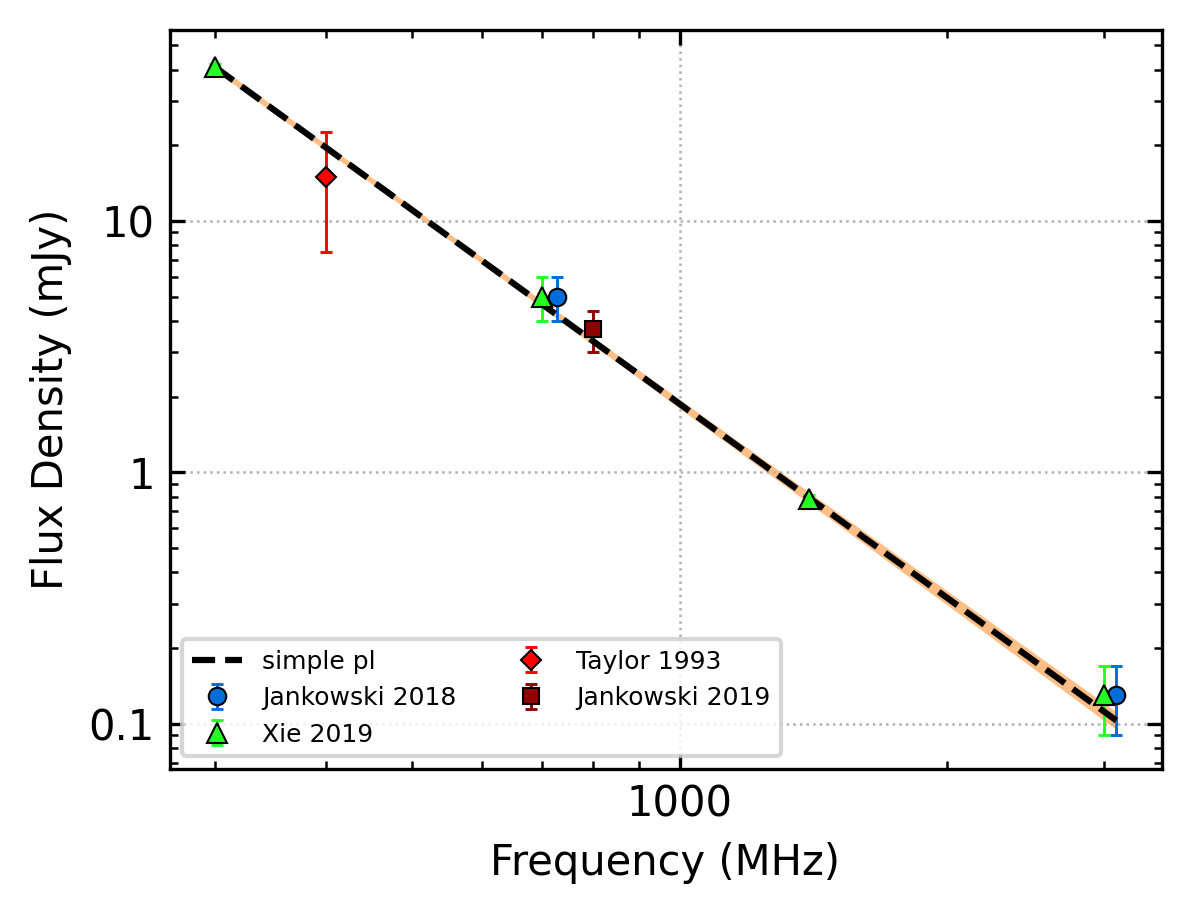 Flux Density (mJy)
10
1
0.1
simple pl
Jankowski 2018
Xie 2019
Taylor 1993
Jankowski 2019
1000
Frequency (MHz)